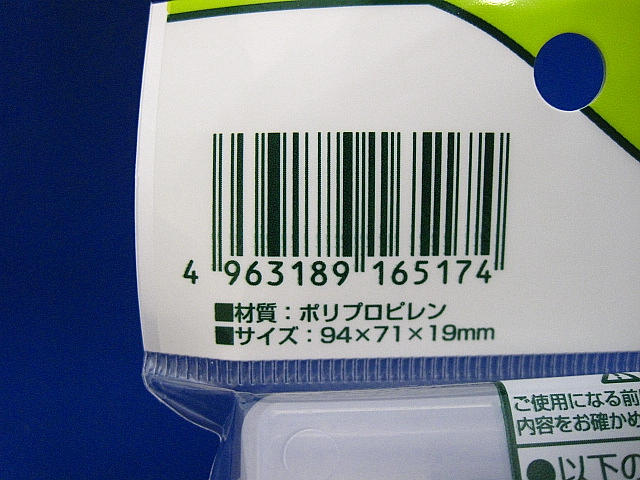 4 963189 165174
■材質：ポリプロピレン
■サイズ：94×71×19mm
ご使用になる前
内容をお確かめ
●以下の